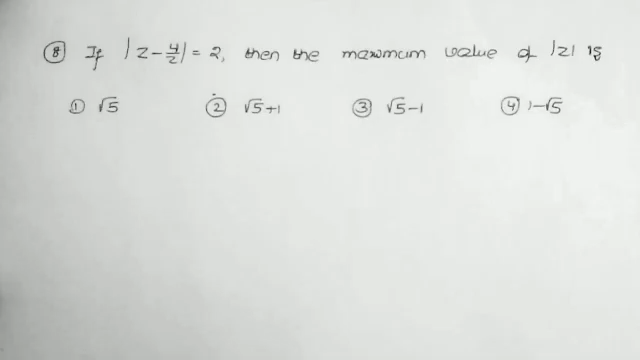 ⑧ If |z - 4/z| = 2, then the maximum value of |z| is
① √5 ② √5+1 ③ √5-1 ④ 1-√5